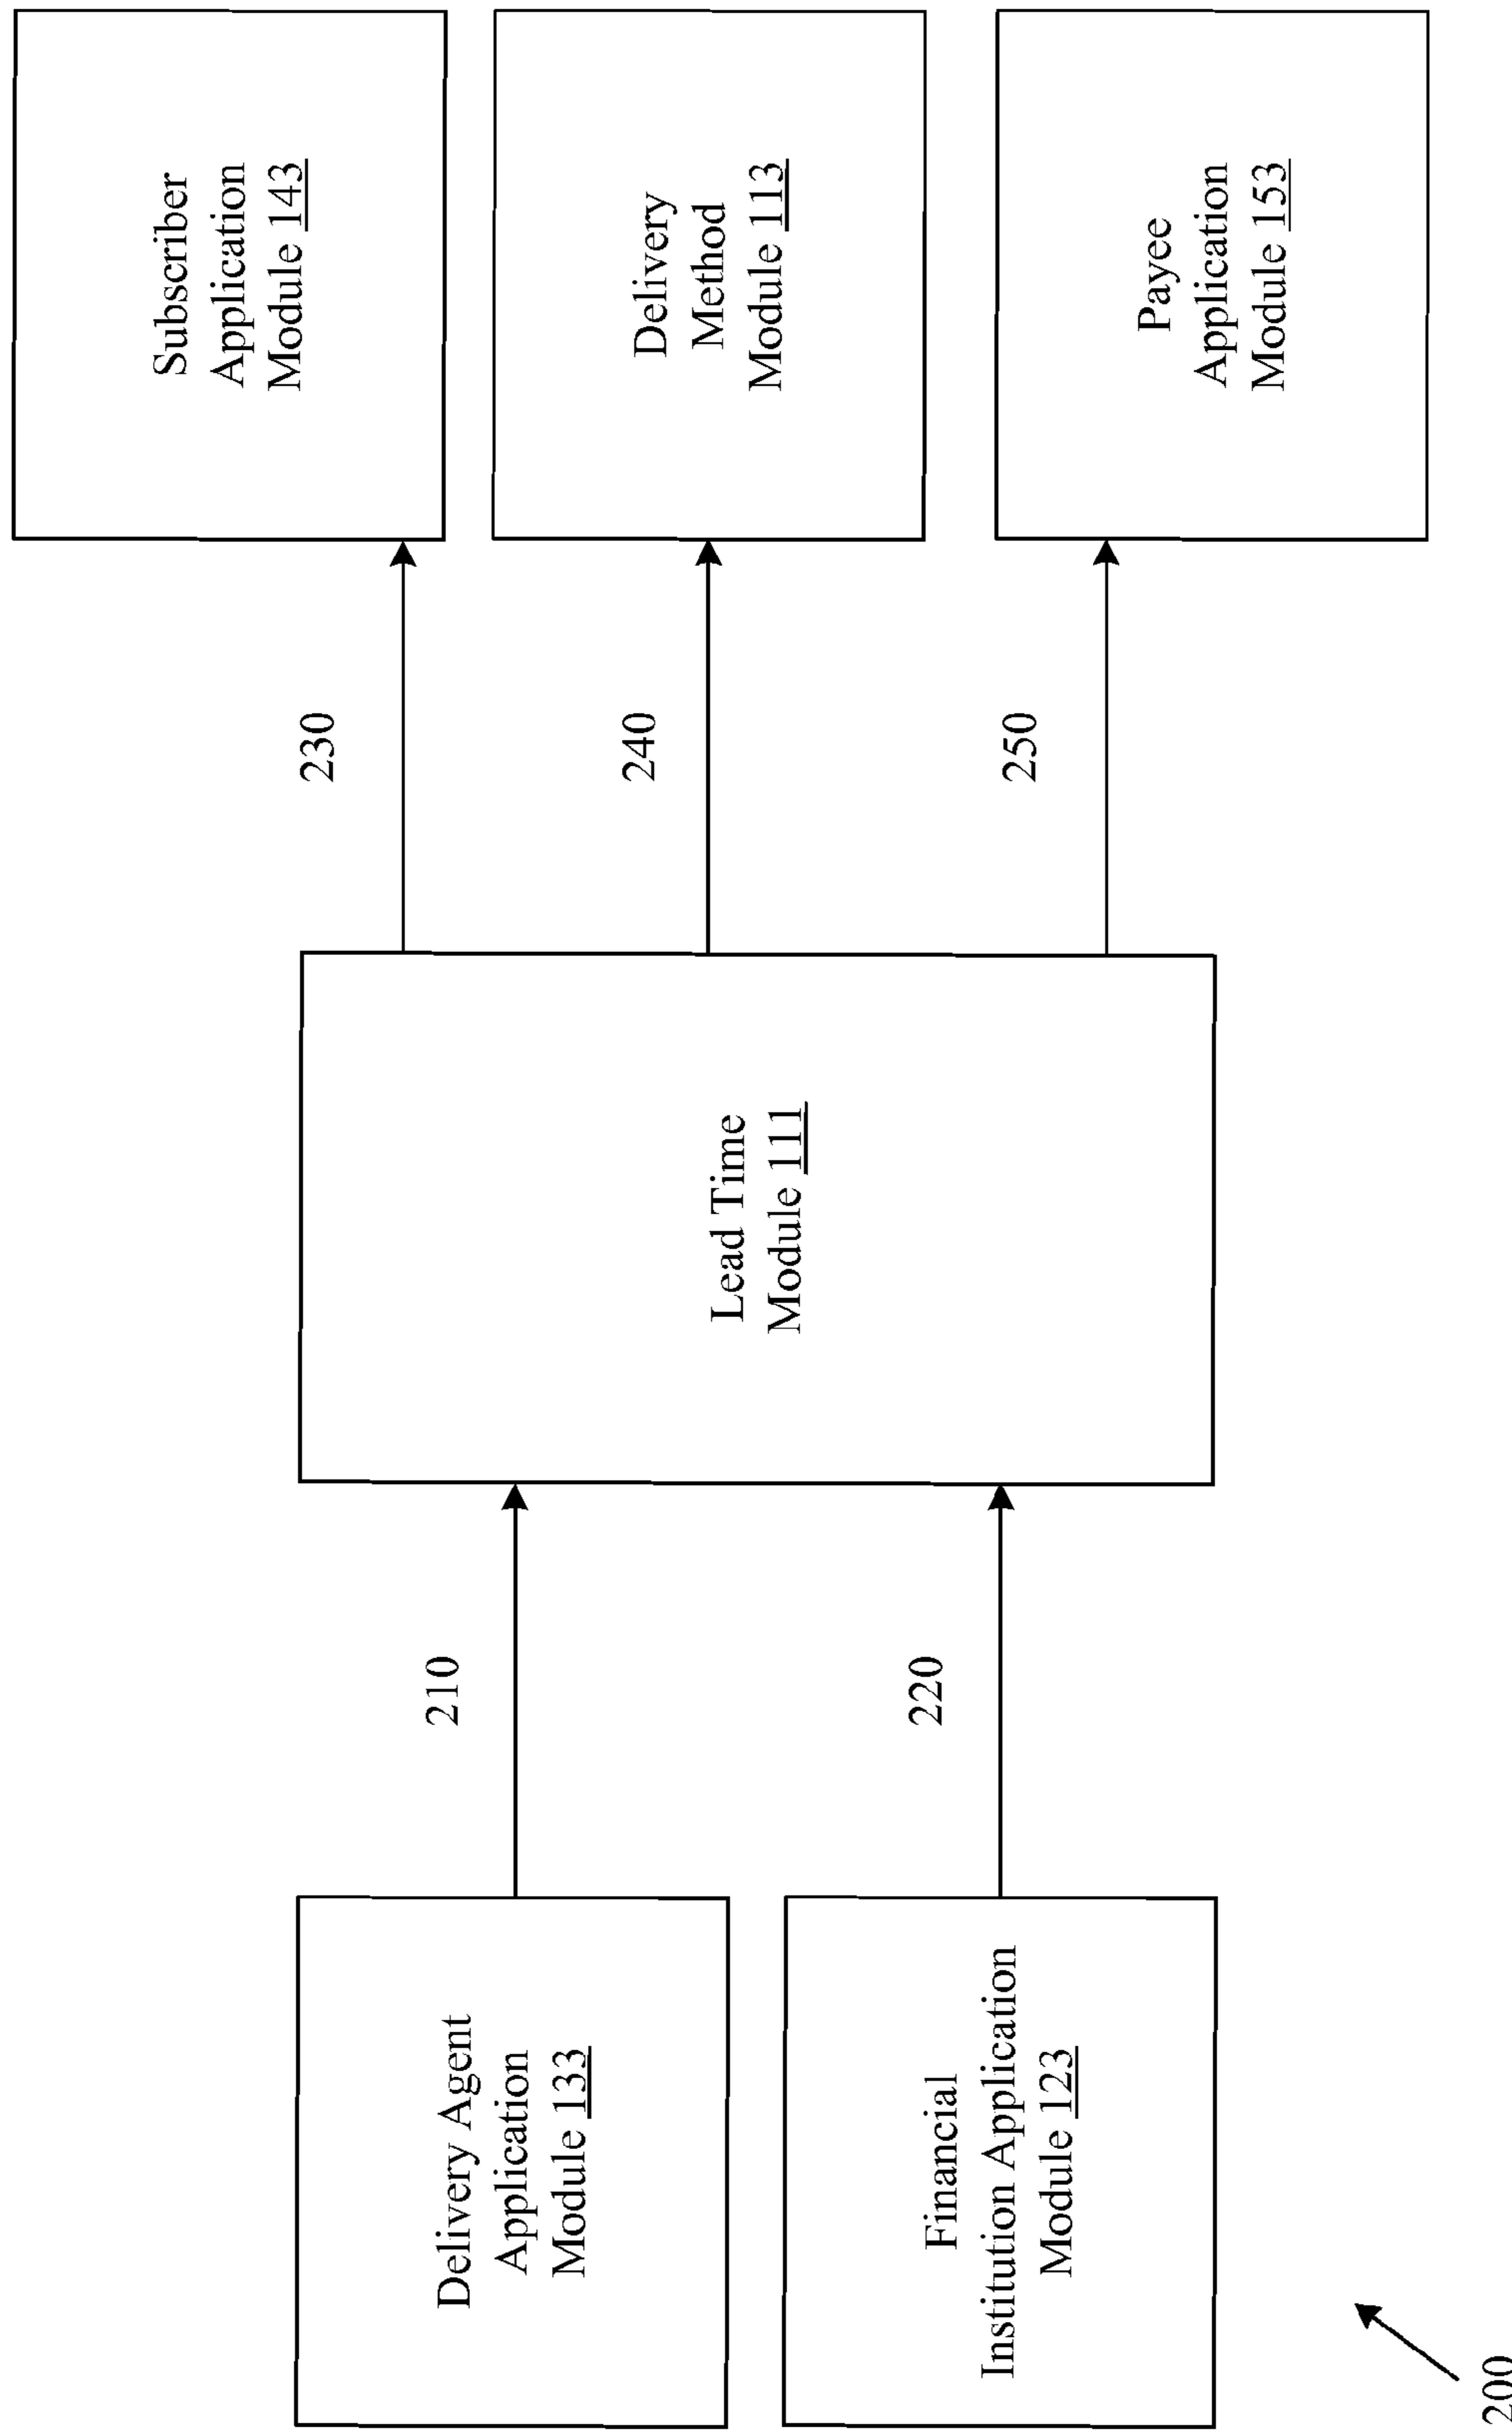 Delivery Agent
Application
Module 133
Financial
Institution Application
Module 123
210
220
Lead Time
Module 111
230
240
250
Subscriber
Application
Module 143
Delivery
Method
Module 113
Payee
Application
Module 153
200